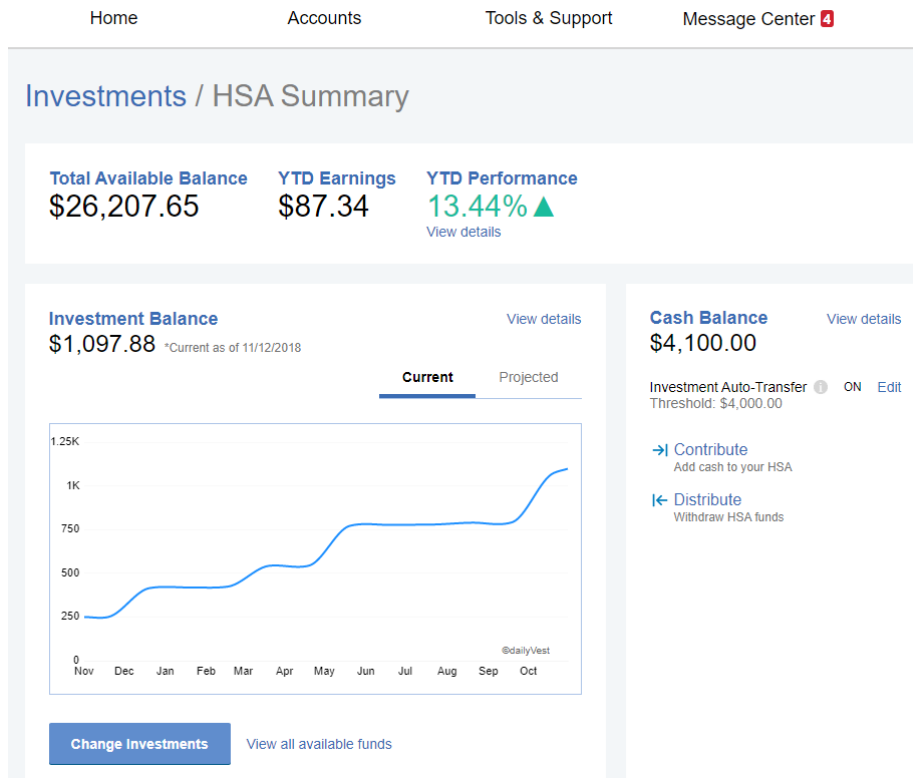 Home Accounts Tools & Support Message Center 4
Investments / HSA Summary
Total Available Balance YTD Earnings YTD Performance
$26,207.65 $87.34 13.44%
View details
Investment Balance View details
$1,097.88 *Current as of 11/12/2018
Current Projected
1.25K
1K
750
500
250
0
©dailyVest
Nov Dec Jan Feb Mar Apr May Jun Jul Aug Sep Oct
Change Investments View all available funds
Cash Balance View details
$4,100.00
Investment Auto-Transfer i ON Edit
Threshold: $4,000.00
Contribute
Add cash to your HSA
Distribute
Withdraw HSA funds